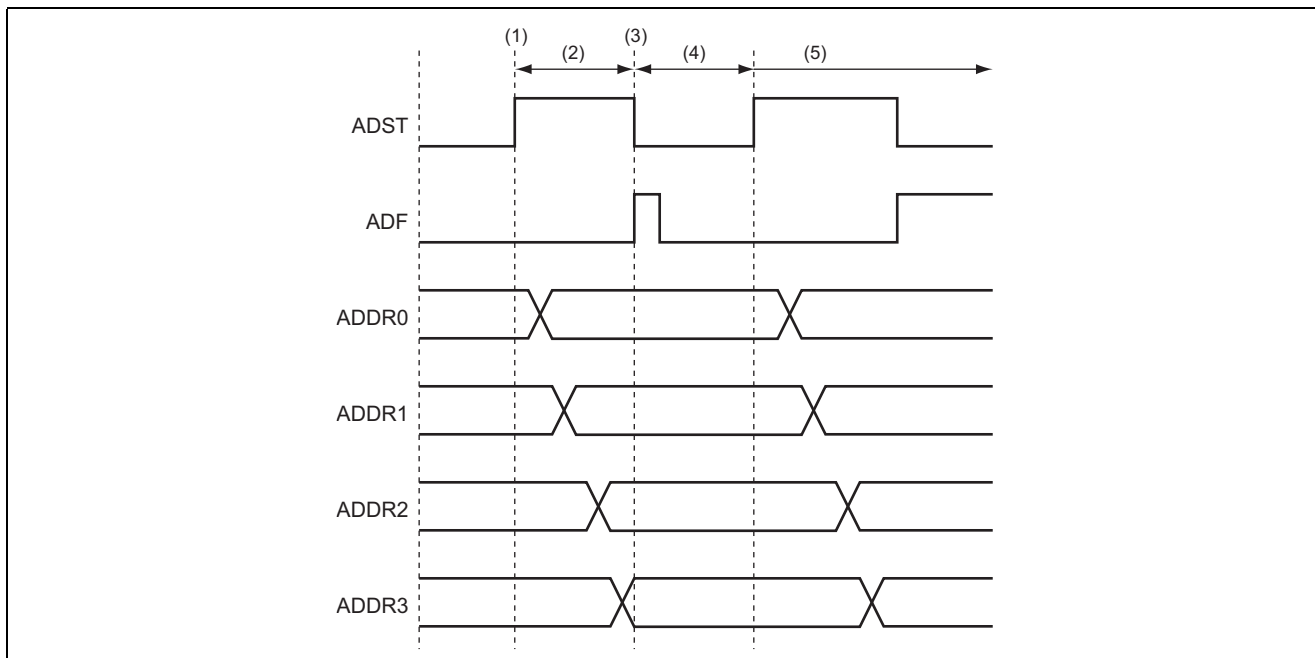 (1) (3)
(2) (4) (5)
ADST
ADF
ADDR0
ADDR1
ADDR2
ADDR3